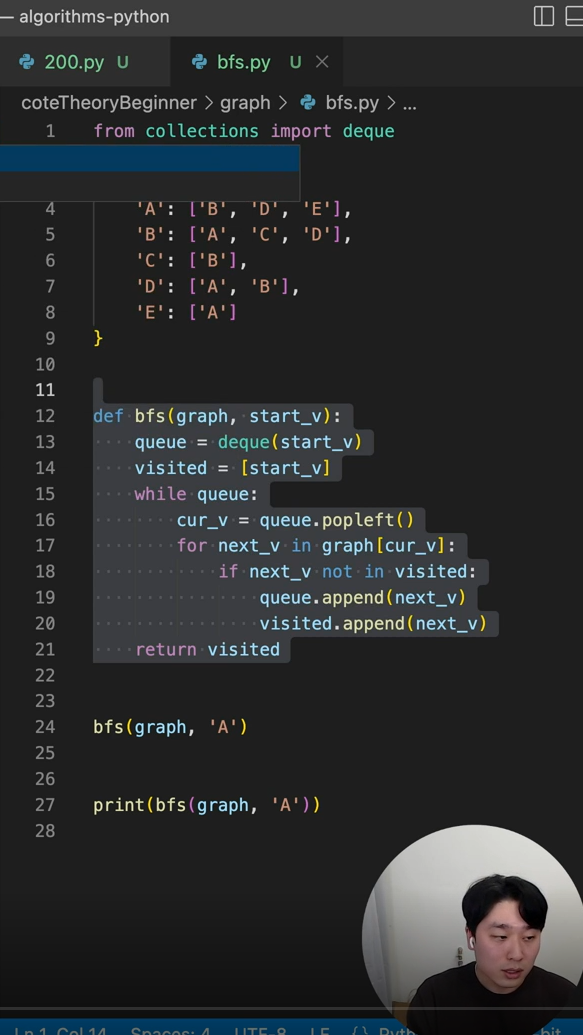 — algorithms-python
200.py U
bfs.py U
coteTheoryBeginner > graph > bfs.py > ...
1 from collections import deque
4 'A': ['B', 'D', 'E'],
5 'B': ['A', 'C', 'D'],
6 'C': ['B'],
7 'D': ['A', 'B'],
8 'E': ['A']
9 }
10
11
12 def bfs(graph, start_v):
13 queue = deque(start_v)
14 visited = [start_v]
15 while queue:
16 cur_v = queue.popleft()
17 for next_v in graph[cur_v]:
18 if next_v not in visited:
19 queue.append(next_v)
20 visited.append(next_v)
21 return visited
22
23
24 bfs(graph, 'A')
25
26
27 print(bfs(graph, 'A'))
28
Ln 1, Col 14 Spaces: 4 UTF-8 LF {}